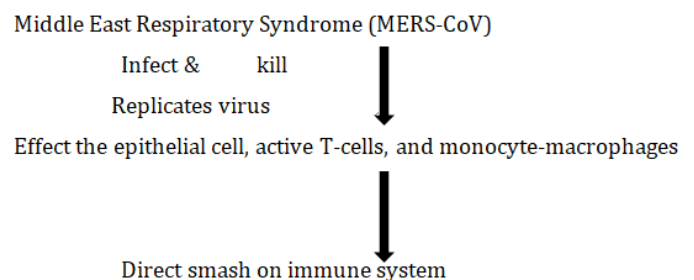 Middle East Respiratory Syndrome (MERS-CoV)
Infect & kill
Replicates virus
Effect the epithelial cell, active T-cells, and monocyte-macrophages
Direct smash on immune system